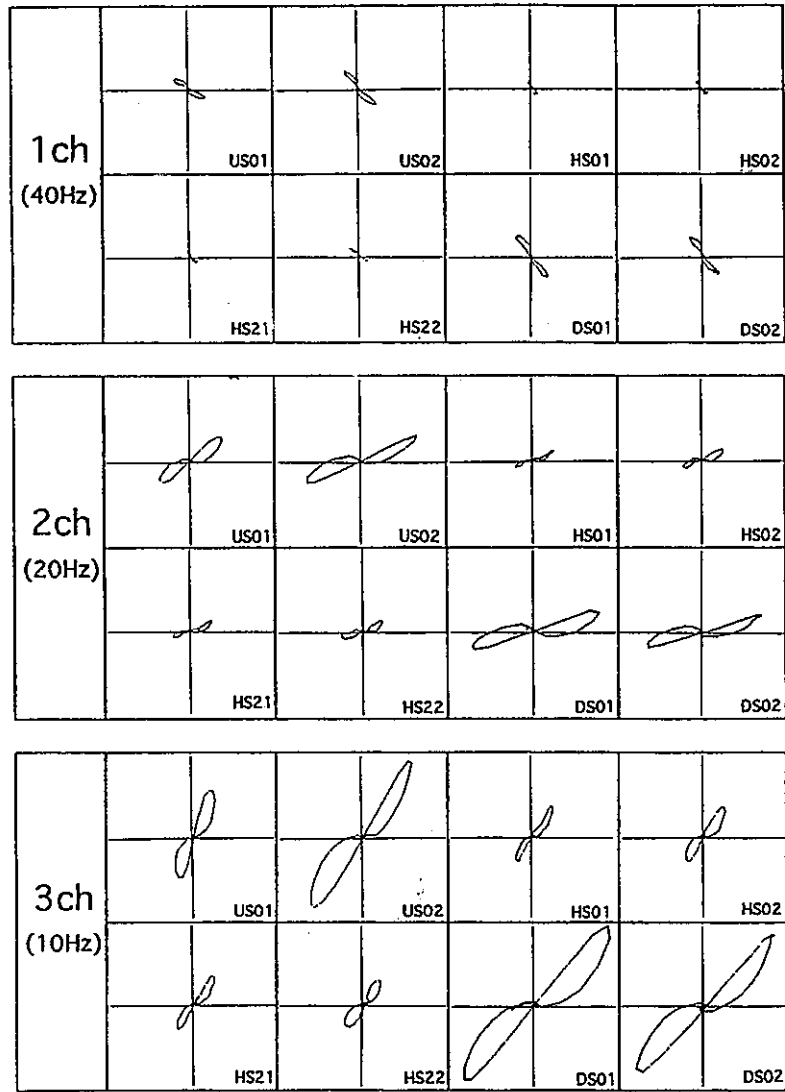 1ch
(40Hz)
US01 US02 HS01 HS02
HS21 HS22 DS01 DS02
2ch
(20Hz)
US01 US02 HS01 HS02
HS21 HS22 DS01 DS02
3ch
(10Hz)
US01 US02 HS01 HS02
HS21 HS22 DS01 DS02